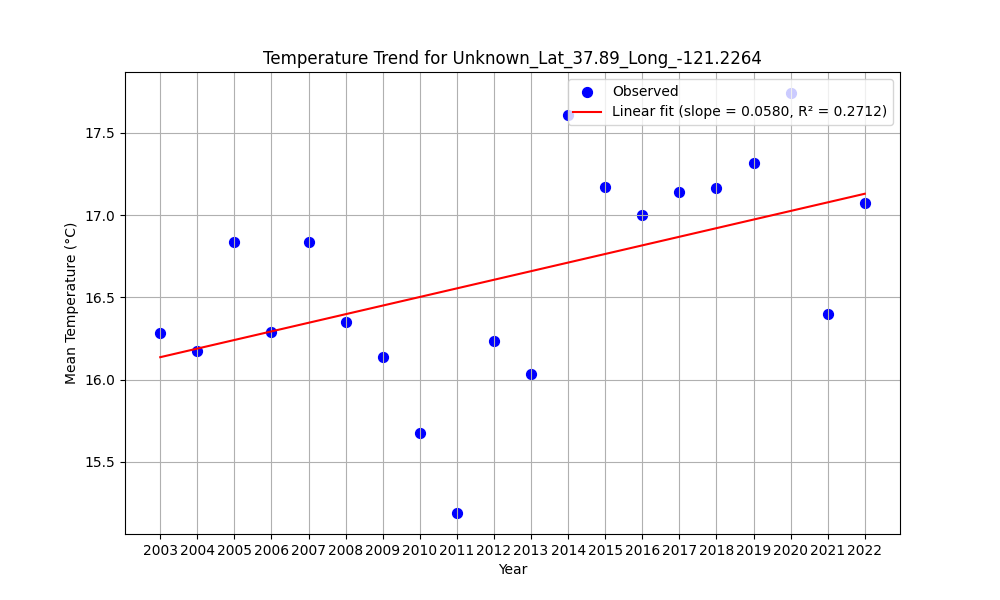 Temperature Trend for Unknown_Lat_37.89_Long_-121.2264
Observed
Linear fit (slope = 0.0580, R² = 0.2712)
17.5
17.0
16.5
16.0
15.5
Mean Temperature (°C)
2003 2004 2005 2006 2007 2008 2009 2010 2011 2012 2013 2014 2015 2016 2017 2018 2019 2020 2021 2022
Year